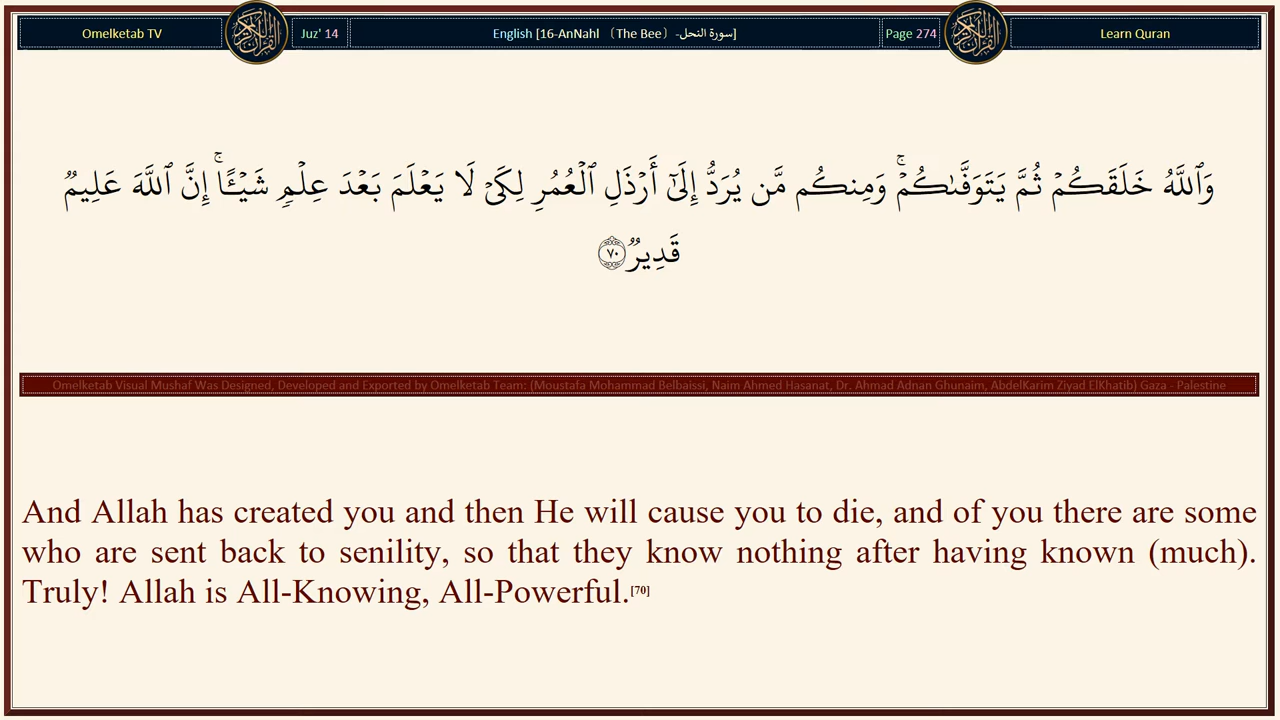 Omelketab TV
Juz' 14
English [16-AnNahl （The Bee）-سورة النحل]
Page 274
Learn Quran
وَٱللَّهُ خَلَقَكُمۡ ثُمَّ يَتَوَفَّىٰكُمۡۚ وَمِنكُم مَّن يُرَدُّ إِلَىٰٓ أَرۡذَلِ ٱلۡعُمُرِ لِكَيۡ لَا يَعۡلَمَ بَعۡدَ عِلۡمٖ شَيۡـًٔاۚ إِنَّ ٱللَّهَ عَلِيمٞ
قَدِيرٞ ٧٠
Omelketab Visual Mushaf Was Designed, Developed and Exported by Omelketab Team: (Moustafa Mohammad Belbaissi, Naim Ahmed Hasanat, Dr. Ahmad Adnan Ghunaim, AbdelKarim Ziyad ElKhatib) Gaza - Palestine
And Allah has created you and then He will cause you to die, and of you there are some
who are sent back to senility, so that they know nothing after having known (much).
Truly! Allah is All-Knowing, All-Powerful.[70]